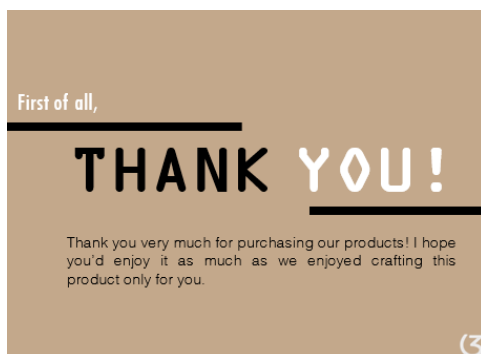 First of all,
THANK YOU!
Thank you very much for purchasing our products! I hope
you'd enjoy it as much as we enjoyed crafting this
product only for you.